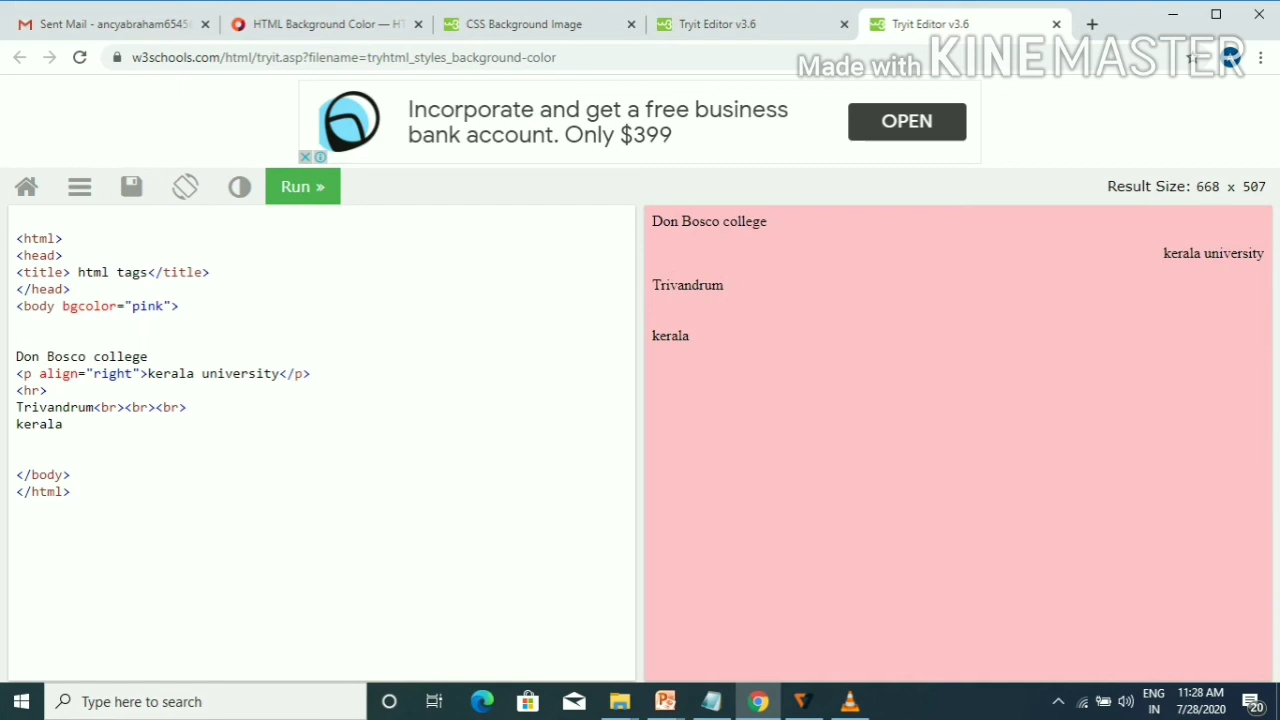 Sent Mail - ancyabraham6545
HTML Background Color — HT
CSS Background Image
Tryit Editor v3.6
Tryit Editor v3.6
w3schools.com/html/tryit.asp?filename=tryhtml_styles_background-color
Made with KINEMASTER
Incorporate and get a free business
bank account. Only $399
OPEN
Run »
Result Size: 668 x 507
<html>
<head>
<title> html tags</title>
</head>
<body bgcolor="pink">
Don Bosco college
<p align="right">kerala university</p>
<hr>
Trivandrum<br><br><br>
kerala
</body>
</html>
Don Bosco college
kerala university
Trivandrum
kerala
Type here to search
ENG
IN
11:28 AM
7/28/2020
20